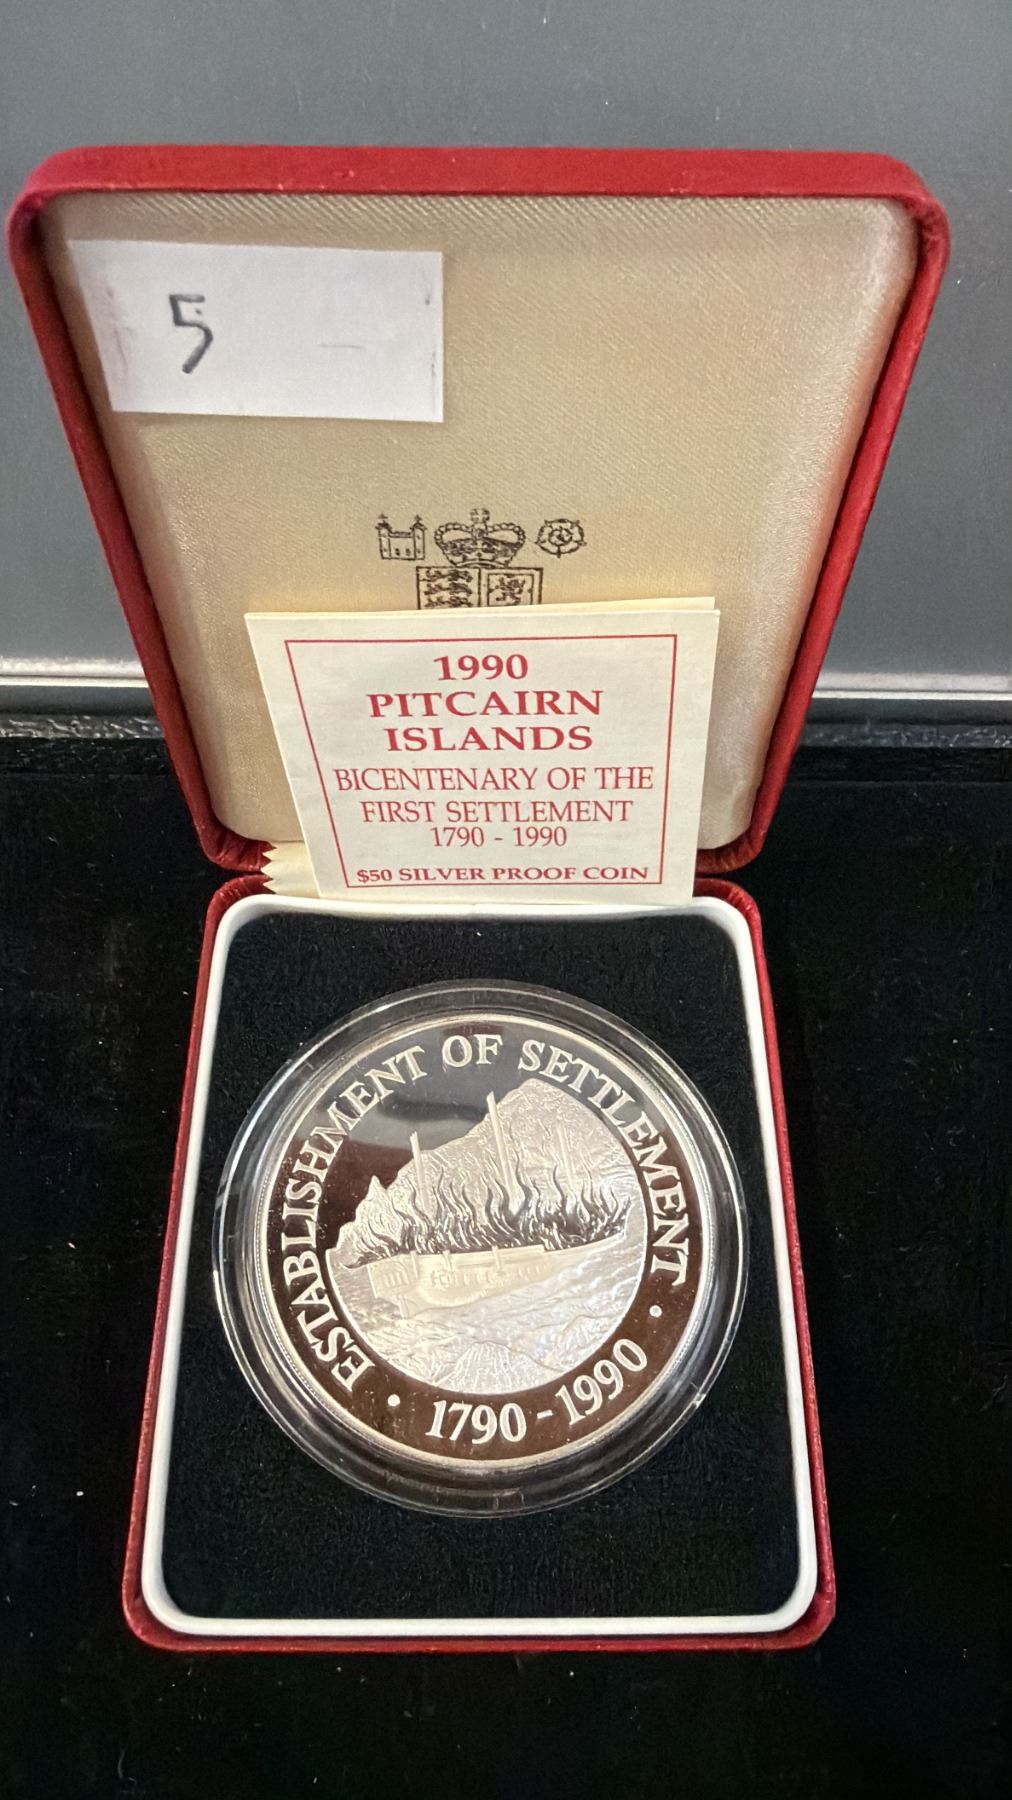 5
1990
PITCAIRN
ISLANDS
BICENTENARY OF THE
FIRST SETTLEMENT
1790 - 1990
$50 SILVER PROOF COIN
ESTABLISHMENT OF SETTLEMENT
• 1790 - 1990 •